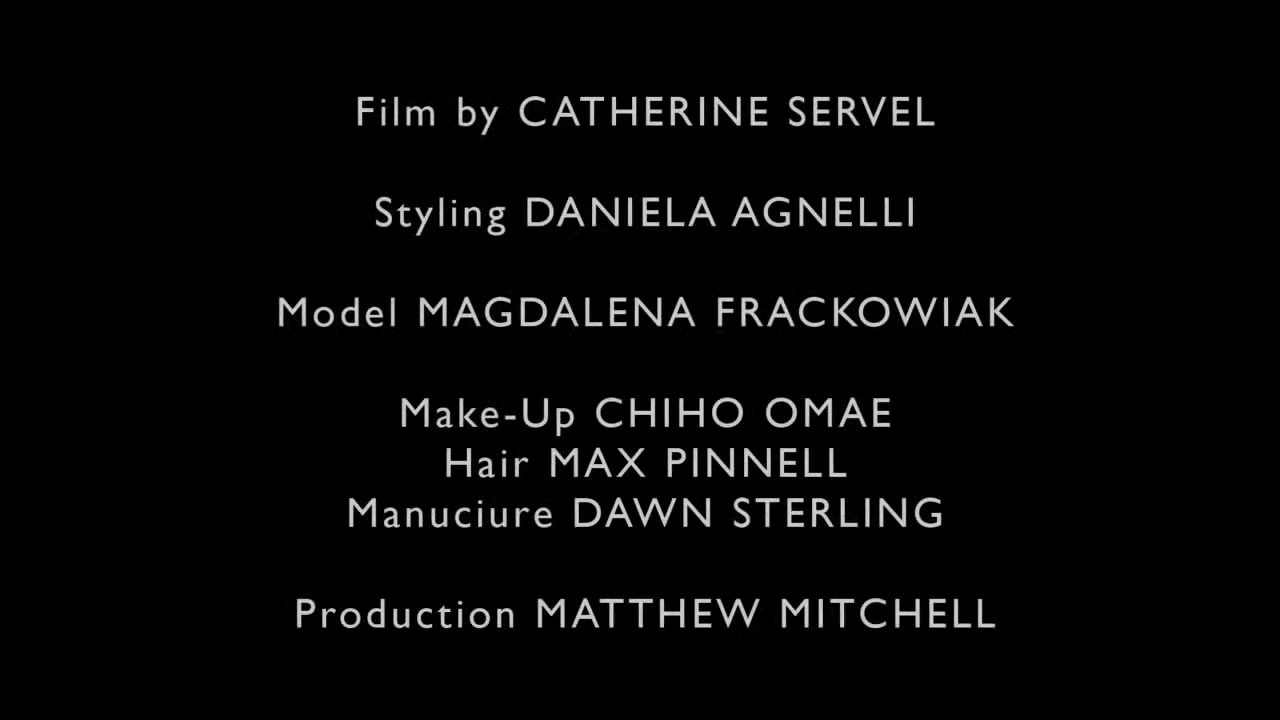 Film by CATHERINE SERVEL
Styling DANIELA AGNELLI
Model MAGDALENA FRACKOWIAK
Make-Up CHIHO OMAE
Hair MAX PINNELL
Manuciure DAWN STERLING
Production MATTHEW MITCHELL